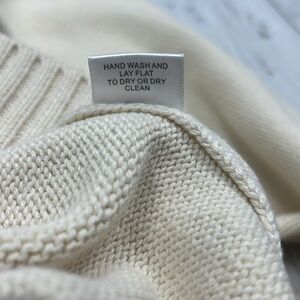 HAND WASH AND
LAY FLAT
TO DRY OR DRY
CLEAN